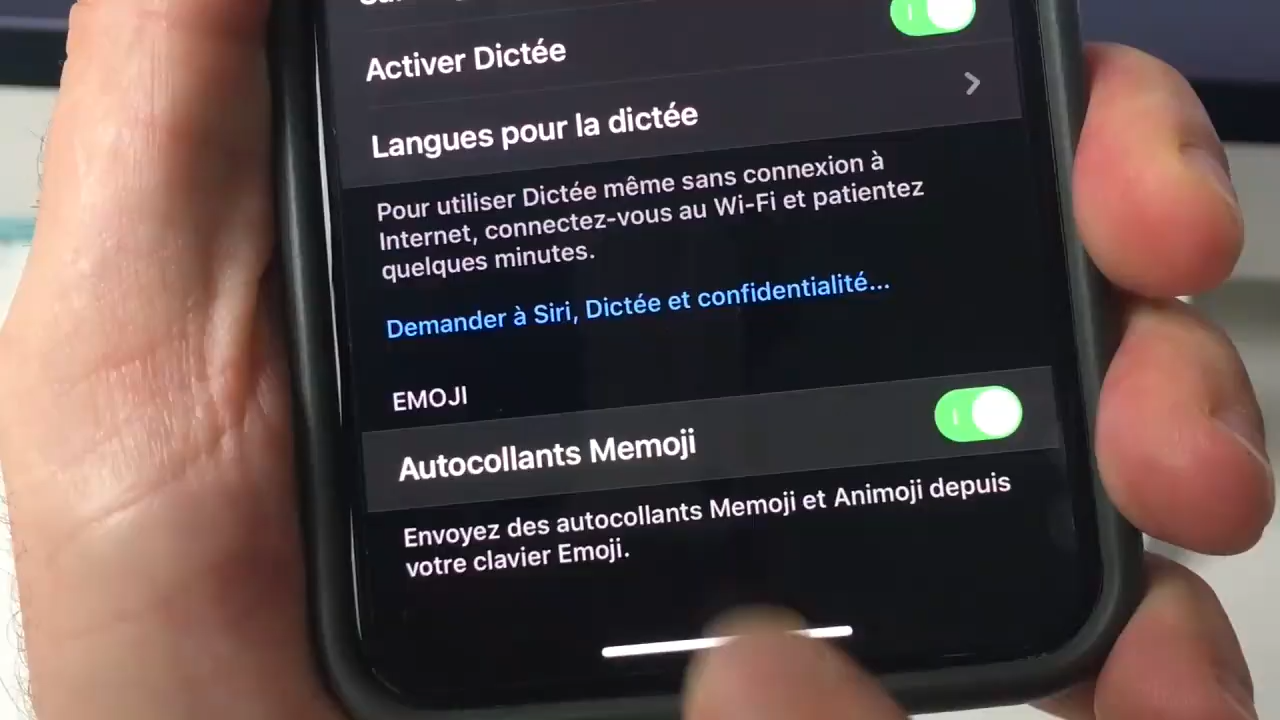 Activer Dictée
Langues pour la dictée
Pour utiliser Dictée même sans connexion à
Internet, connectez-vous au Wi-Fi et patientez
quelques minutes.
Demander à Siri, Dictée et confidentialité...
EMOJI
Autocollants Memoji
Envoyez des autocollants Memoji et Animoji depuis
votre clavier Emoji.